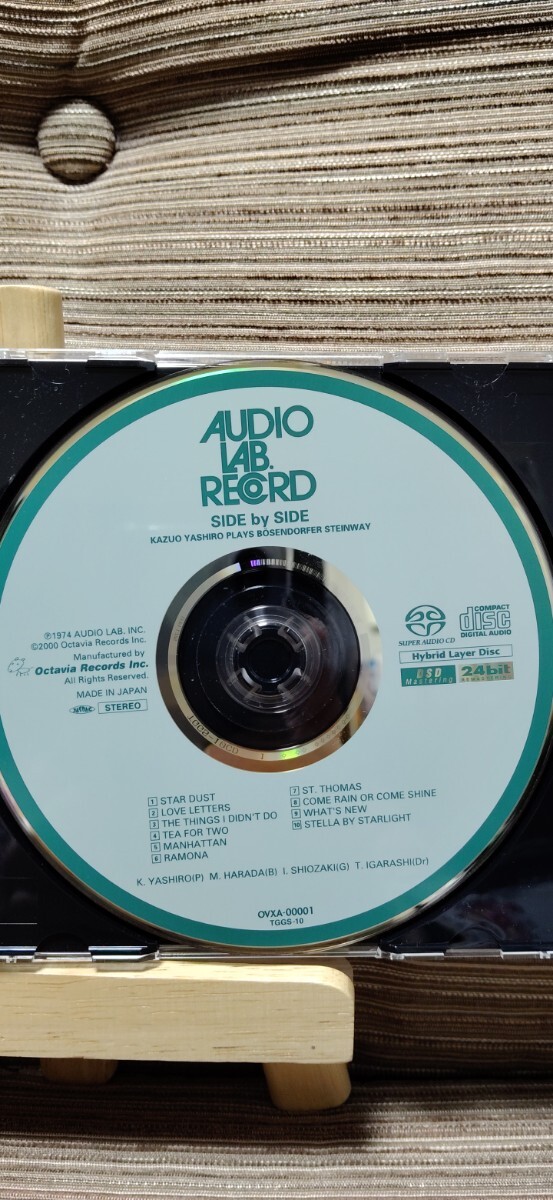 AUDIO
LAB.
RECORD
SIDE by SIDE
KAZUO YASHIRO PLAYS BÖSENDORFER STEINWAY
℗1974 AUDIO LAB. INC.
©2000 Octavia Records Inc.
Manufactured by
Octavia Records Inc.
All Rights Reserved.
MADE IN JAPAN
STEREO
SUPER AUDIO CD
COMPACT
disc
DIGITAL AUDIO
Hybrid Layer Disc
DSD
Mastering
24bit
1 STAR DUST
2 LOVE LETTERS
3 THE THINGS I DIDN'T DO
4 TEA FOR TWO
5 MANHATTAN
6 RAMONA
7 ST. THOMAS
8 COME RAIN OR COME SHINE
9 WHAT'S NEW
10 STELLA BY STARLIGHT
K. YASHIRO(P) M. HARADA(B) I. SHIOZAKI(G) T. IGARASHI(Dr)
OVXA-00001
TGGS-10